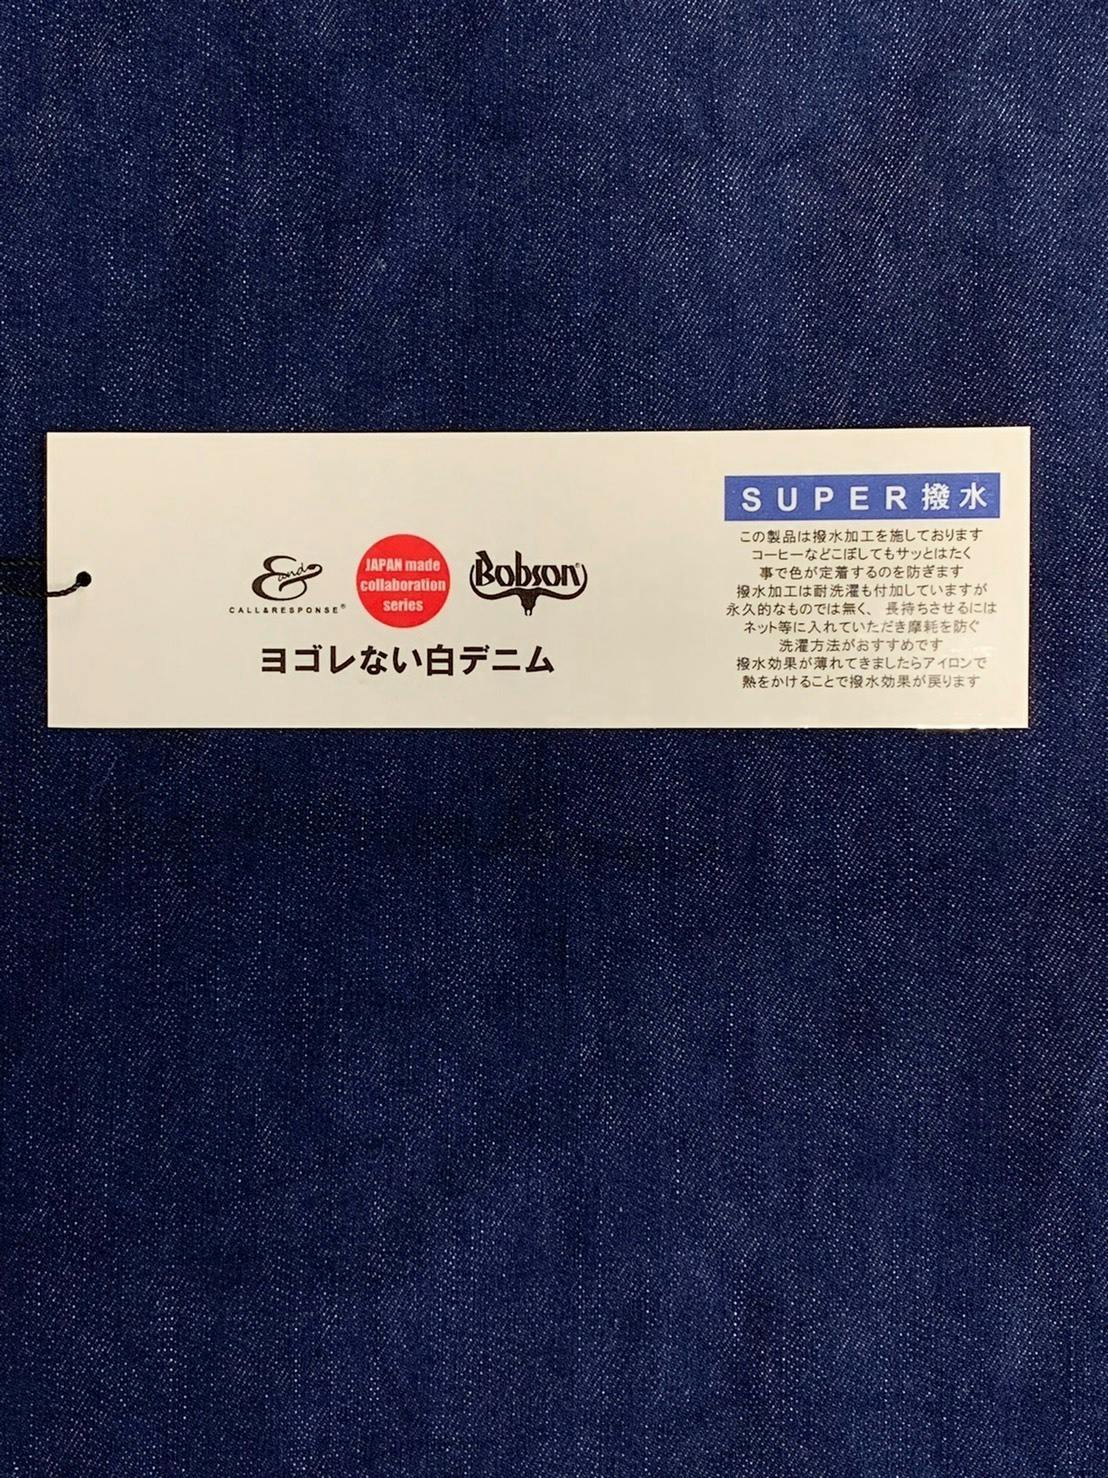 and
CALL&RESPONSE®
JAPAN made
collaboration
series
Bobson®
ヨゴレない白デニム
SUPER撥水
この製品は撥水加工を施しております
コーヒーなどこぼしてもサッとはたく
事で色が定着するのを防ぎます
撥水加工は耐洗濯も付加していますが
永久的なものでは無く、長持ちさせるには
ネット等に入れていただき摩耗を防ぐ
洗濯方法がおすすめです
撥水効果が薄れてきましたらアイロンで
熱をかけることで撥水効果が戻ります